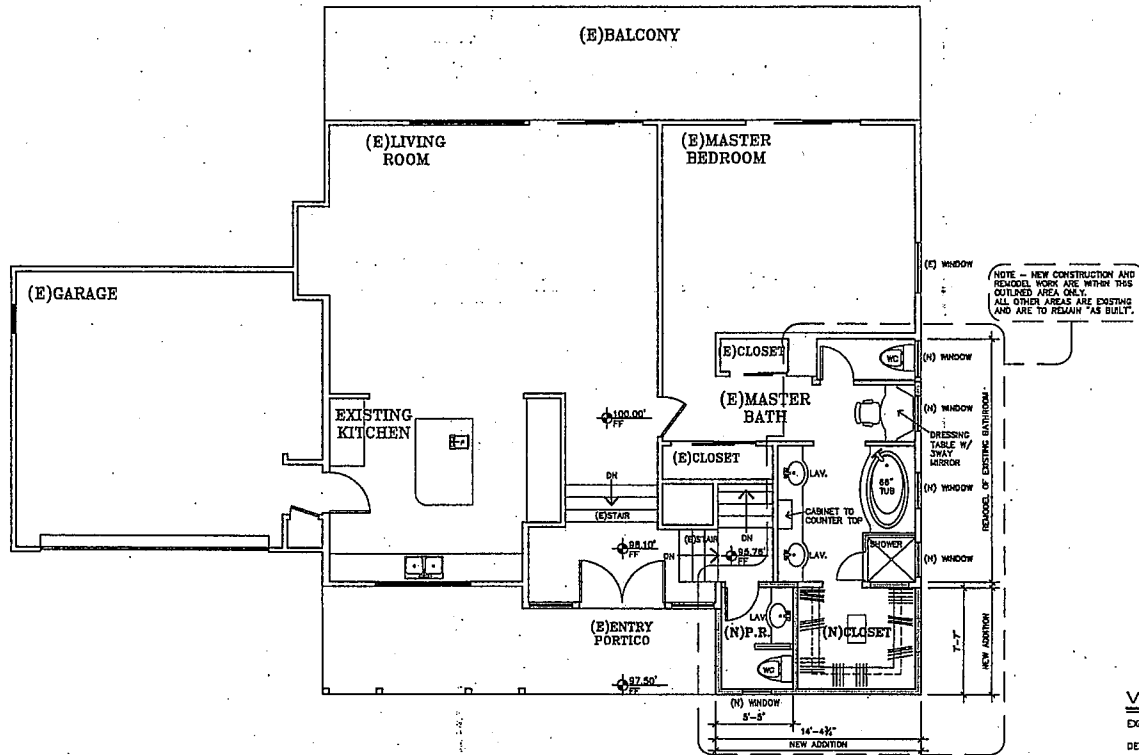 (E)BALCONY
(E)LIVING
ROOM
(E)MASTER
BEDROOM
(E) WINDOW
NOTE – NEW CONSTRUCTION AND
REMODEL WORK ARE WITHIN THIS
OUTLINED AREA ONLY.
ALL OTHER AREAS ARE EXISTING
AND ARE TO REMAIN "AS BUILT".
(E)GARAGE
(E)CLOSET
WC
(N) WINDOW
(E)MASTER
BATH
(N) WINDOW
EXISTING
KITCHEN
100.00'
FF
DRESSING
TABLE W/
3WAY
MIRROR
REMODEL OF EXISTING BATHROOM
(E)CLOSET
LAV.
DN
(E)STAIR
66"
TUB
(N) WINDOW
CABINET TO
COUNTER TOP
DN
(E)STAIR
98.10'
FF
DN
95.76'
FF
LAV.
SHOWER
(N) WINDOW
(E)ENTRY
PORTICO
LAV.
(N)P.R.
(N)CLOSET
7'-7"
NEW ADDITION
WC
97.50'
FF
(N) WINDOW
5'-5"
14'-4¾"
NEW ADDITION
V